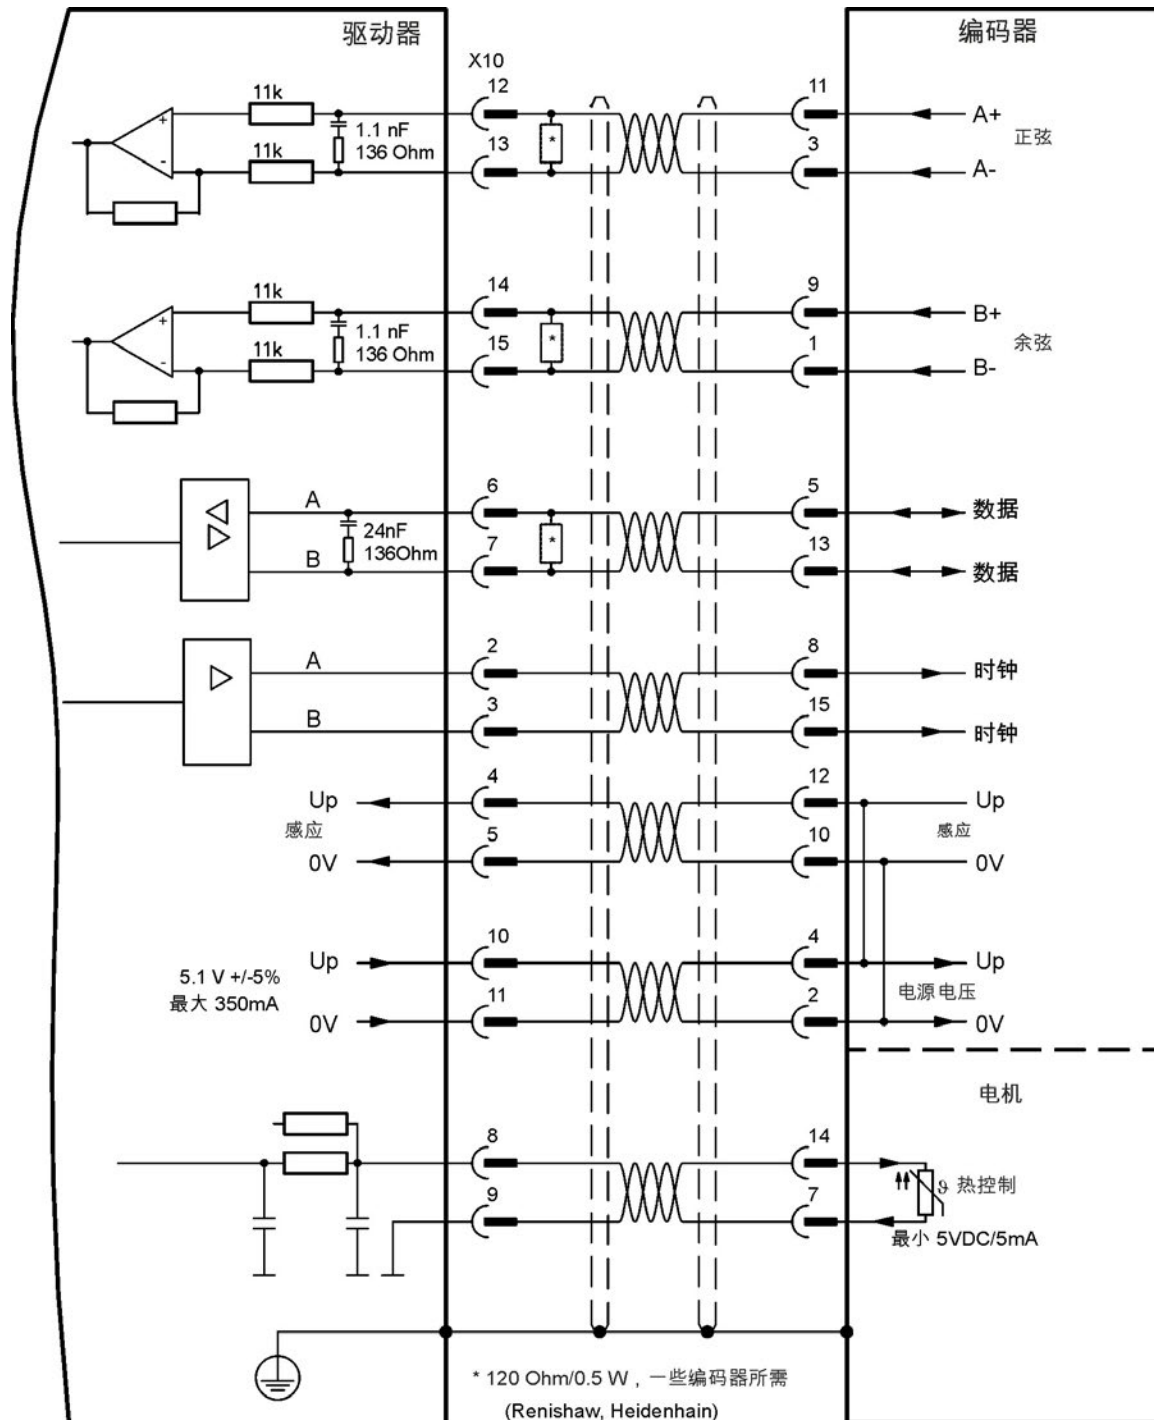 驱动器
编码器
X10
12
11
11k
A+
1.1 nF
136 Ohm
正弦
11k
13
3
A-
+
-
14
9
11k
B+
1.1 nF
136 Ohm
余弦
11k
15
1
B-
+
-
*
*
6
5
A
数据
24nF
136Ohm
*
7
13
B
数据
2
8
A
时钟
3
15
B
时钟
4
12
Up
Up
感应
感应
5
10
0V
0V
10
4
Up
Up
5.1 V +/-5%
最大 350mA
电源电压
11
2
0V
0V
电机
8
14
ϑ 热控制
9
7
最小 5VDC/5mA
* 120 Ohm/0.5 W，一些编码器所需
(Renishaw, Heidenhain)